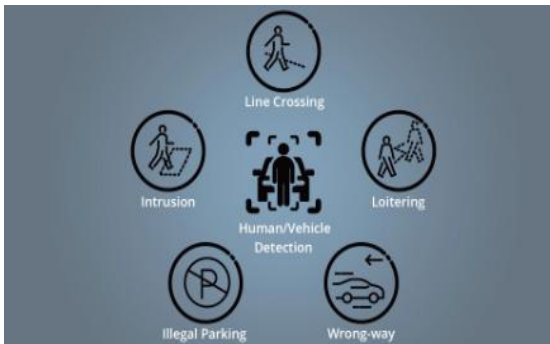 Line Crossing
Intrusion
Loitering
Human/Vehicle
Detection
P
Illegal Parking
Wrong-way